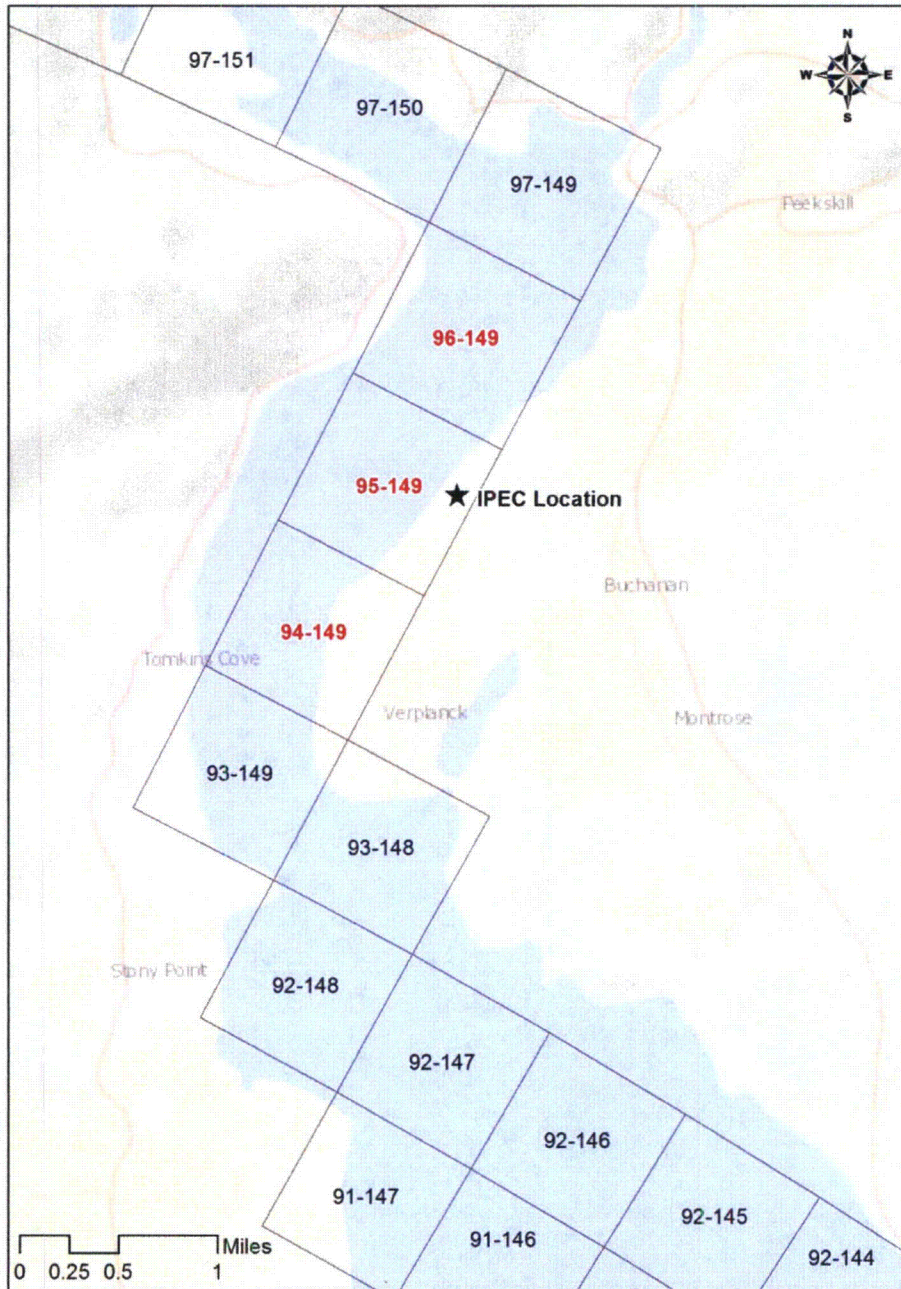 N
W
E
S
97-151
97-150
97-149
Peekskill
96-149
95-149
IPEC Location
Buchanan
94-149
Tomkins Cove
Verplanck
Montrose
93-149
93-148
Stony Point
92-148
92-147
92-146
91-147
92-145
91-146
92-144
Miles
0 0.25 0.5 1